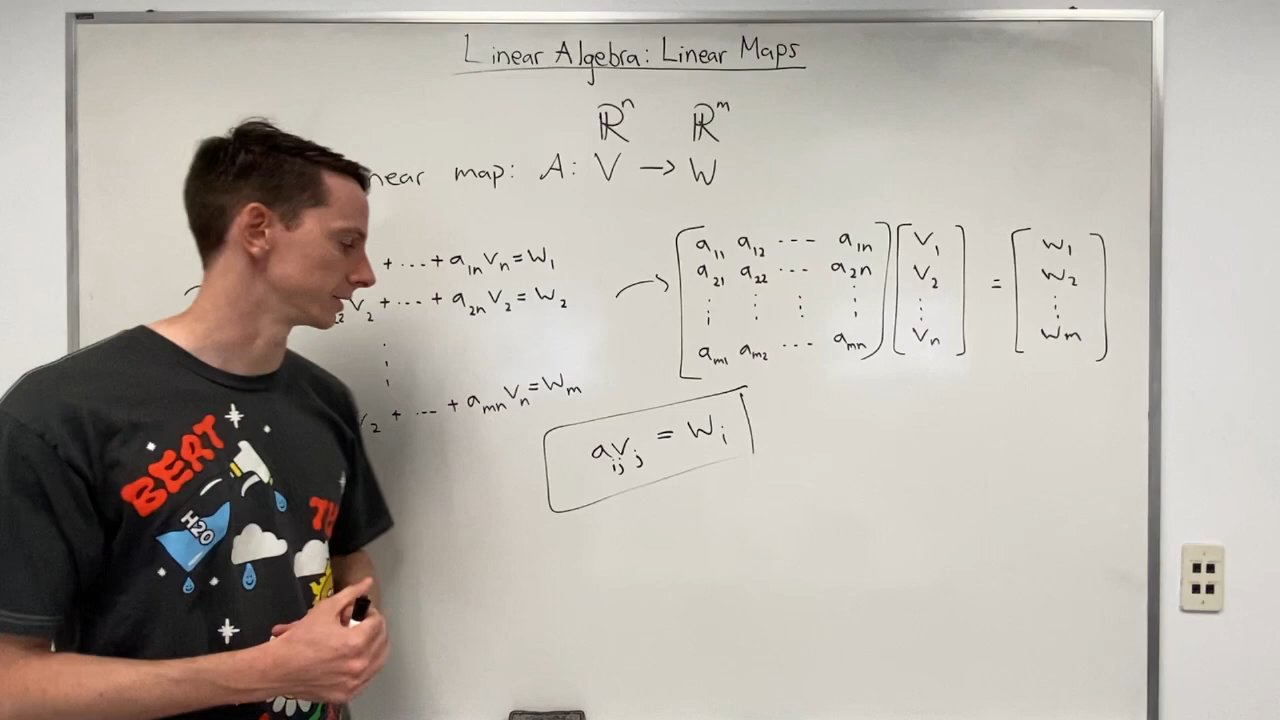 Linear Algebra: Linear Maps
ℝⁿ ℝᵐ
near map: A: V → W
+ ... + a₁ₙvₙ = w₁
v₂ + ... + a₂ₙv₂ = w₂
⋮
v₂ + ... + aₘₙvₙ = wₘ
→
[ a₁₁ a₁₂ --- a₁ₙ ] [ v₁ ] = [ w₁ ]
[ a₂₁ a₂₂ ... a₂ₙ ] [ v₂ ] [ w₂ ]
[ ⋮ ⋮ ⋮ ⋮ ] [ ⋮ ] [ ⋮ ]
[ aₘ₁ aₘ₂ ... aₘₙ ] [ vₙ ] [ wₘ ]
aᵢⱼvⱼ = wᵢ
BERT
H2O